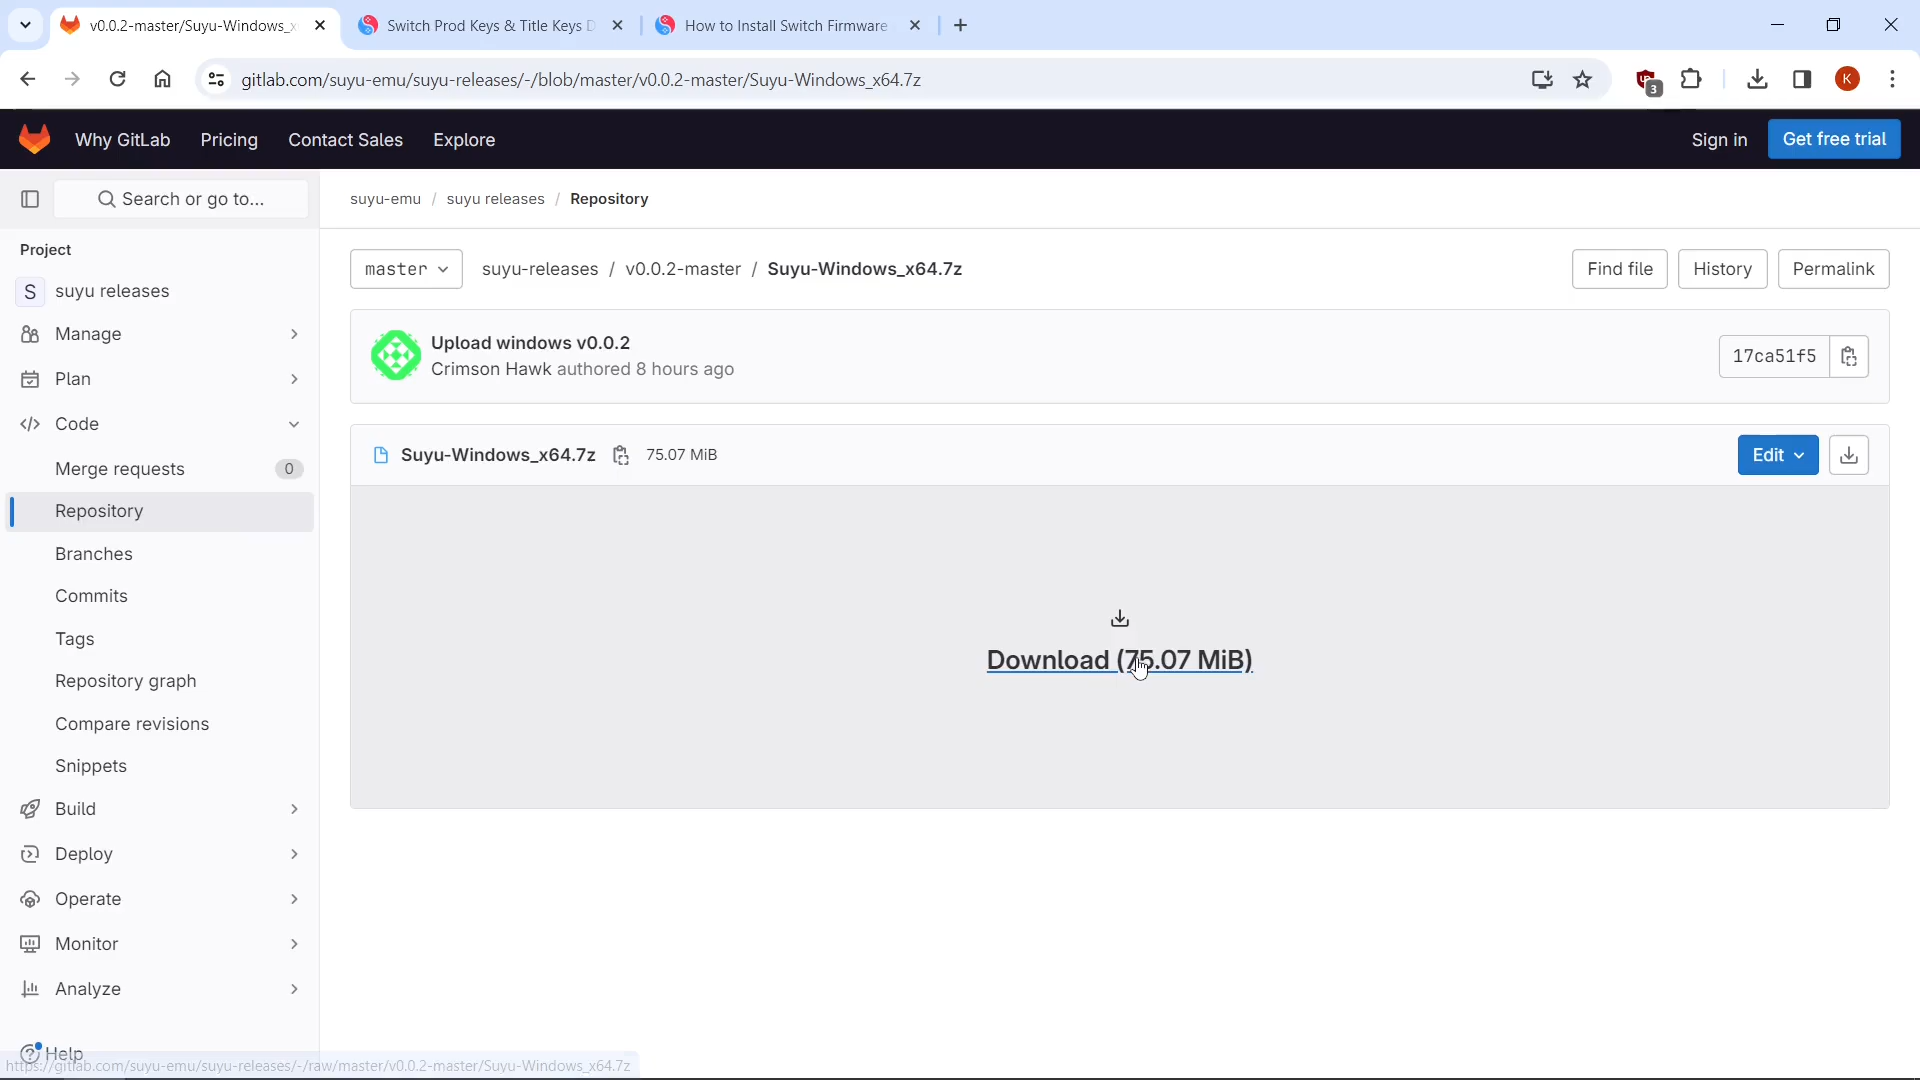 v0.0.2-master/Suyu-Windows_x
Switch Prod Keys & Title Keys D
How to Install Switch Firmware
gitlab.com/suyu-emu/suyu-releases/-/blob/master/v0.0.2-master/Suyu-Windows_x64.7z
3
K
Why GitLab
Pricing
Contact Sales
Explore
Sign in
Get free trial
Search or go to...
suyu-emu / suyu releases / Repository
Project
master
suyu-releases / v0.0.2-master / Suyu-Windows_x64.7z
Find file
History
Permalink
S
suyu releases
Manage
Upload windows v0.0.2
Crimson Hawk authored 8 hours ago
17ca51f5
Plan
Code
Suyu-Windows_x64.7z
75.07 MiB
Edit
Merge requests
0
Repository
Branches
Commits
Tags
Download (75.07 MiB)
Repository graph
Compare revisions
Snippets
Build
Deploy
Operate
Monitor
Analyze
Help
https://gitlab.com/suyu-emu/suyu-releases/-/raw/master/v0.0.2-master/Suyu-Windows_x64.7z